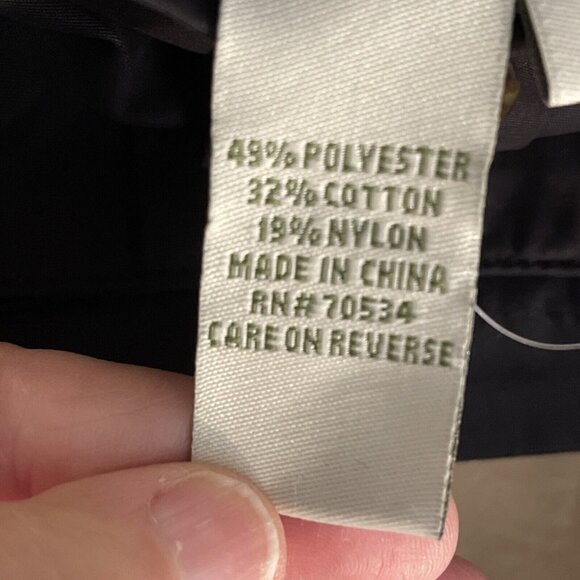 49% POLYESTER
32% COTTON
19% NYLON
MADE IN CHINA
RN# 70534
CARE ON REVERSE